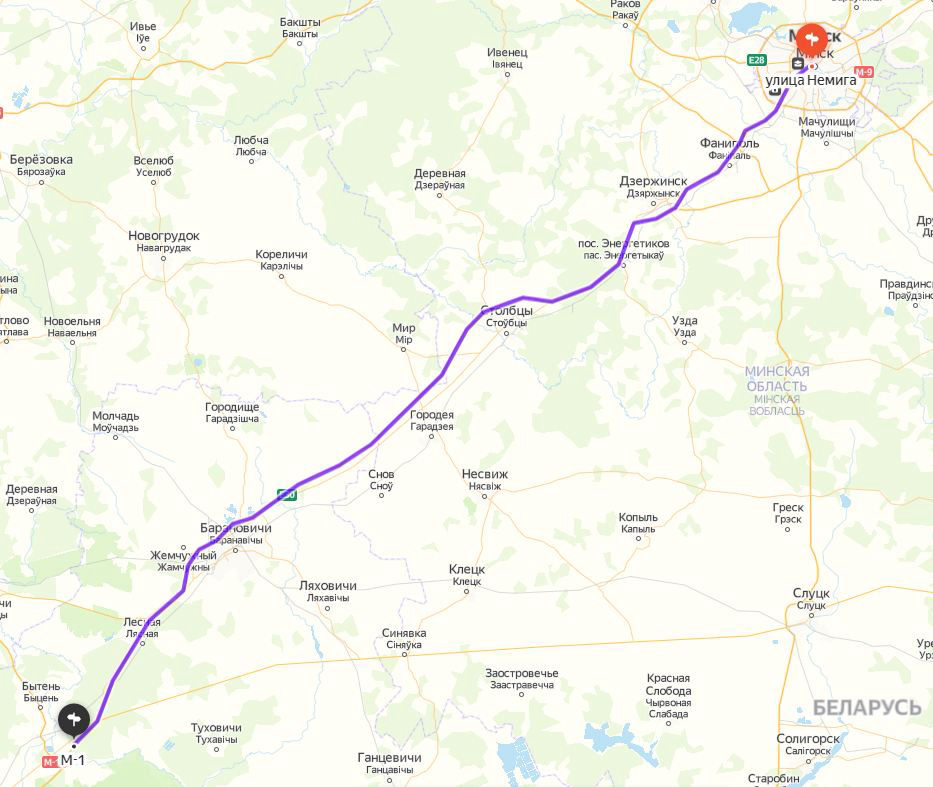 Раков
Ракаў
Бакшты
Бакшты
Ивье
Іўе
Минск
Мінск
E28
М-9
улица Немига
Ивенец
Івянец
Мачулищи
Мачулішчы
Любча
Любча
Фаниполь
Фаніпаль
Берёзовка
Бярозаўка
Вселюб
Уселюб
Деревная
Дзераўная
Дзержинск
Дзяржынск
Новогрудок
Навагрудак
Кореличи
Карэлічы
пос. Энергетиков
пас. Энергетыкаў
Правдинс
Праўдзінс
Столбцы
Стоўбцы
Новоельня
Наваельня
Мир
Мір
Узда
Узда
МИНСКАЯ
ОБЛАСТЬ
МІНСКАЯ
ВОБЛАСЦЬ
Городище
Гарадзішча
Молчадь
Моўчадзь
Городея
Гарадзея
Снов
Сноў
Несвиж
Нясвіж
Деревная
Дзераўная
Греск
Грэск
Копыль
Капыль
Барановичи
Баранавічы
Жемчужный
Жамчужны
Клецк
Клецк
Ляховичи
Ляхавічы
Слуцк
Слуцк
Лесная
Лясная
Синявка
Сіняўка
Заостровечье
Заастравечча
Красная
Слобода
Чырвоная
Слабада
Бытень
Быцень
БЕЛАРУСЬ
Туховичи
Тухавічы
Солигорск
Салігорск
М-1
Ганцевичи
Ганцавічы
Старобин